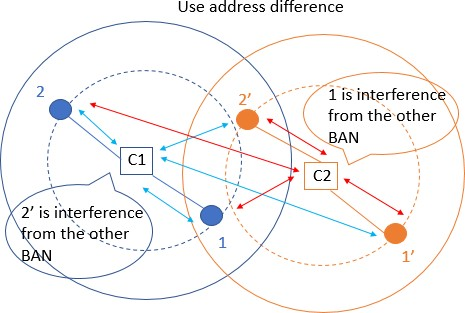 Use address difference
2
2’
1 is interference
from the other
BAN
C1
C2
2’ is interference
from the other
BAN
1
1’